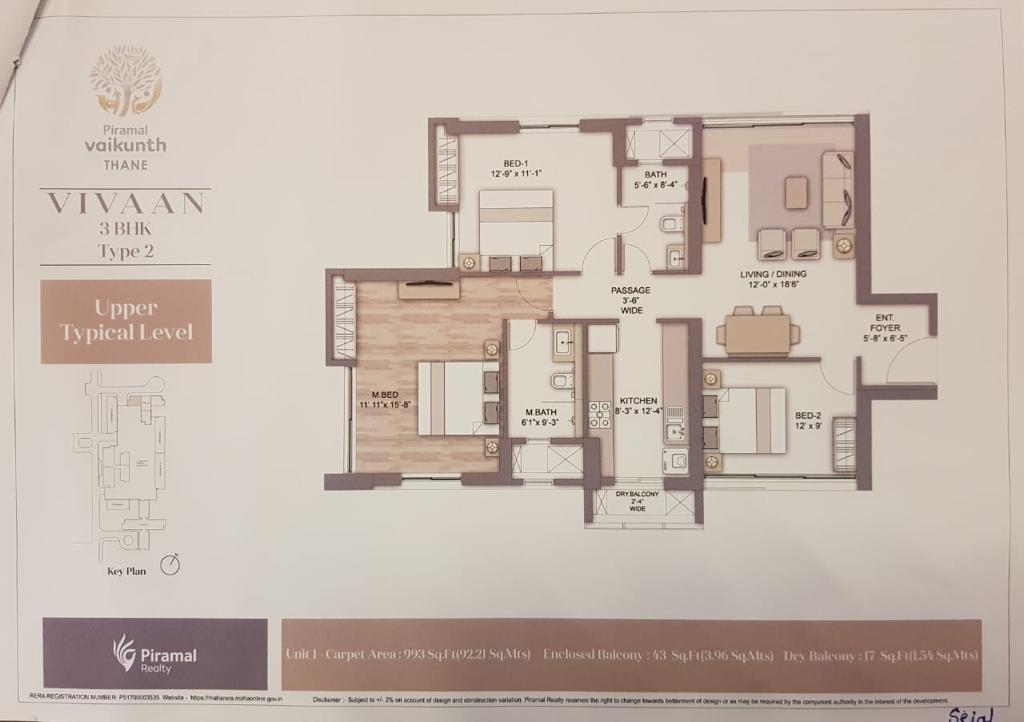 Piramal
vaikunth
THANE
VIVAAN
3 BHK
Type 2
Upper
Typical Level
Key Plan
N
BED-1
12'-9" x 11'-1"
BATH
5'-6" x 8'-4"
LIVING / DINING
12'-0" x 18'6"
PASSAGE
3'-6"
WIDE
ENT.
FOYER
5'-8" x 6'-5"
M.BED
11' 11"x 15'-8"
M.BATH
6'1"x 9'-3"
KITCHEN
8'-3" x 12'-4"
BED-2
12' x 9'
DRY.BALCONY
2'-4"
WIDE
Piramal
Realty
Unit 1 - Carpet Area : 993 Sq.Ft(92.21 Sq.Mts) Enclosed Balcony : 43 Sq.Ft(3.96 Sq.Mts) Dry Balcony : 17 Sq.Ft(1.54 Sq.Mts)
RERA REGISTRATION NUMBER: P51700003535 Website - https://maharera.mahaonline.gov.in
Disclaimer :- Subject to +/- 3% on account of design and construction variation. Piramal Realty reserves the right to change towards betterment of design or as may be required by the competent authority in the interest of the development.
Sejal